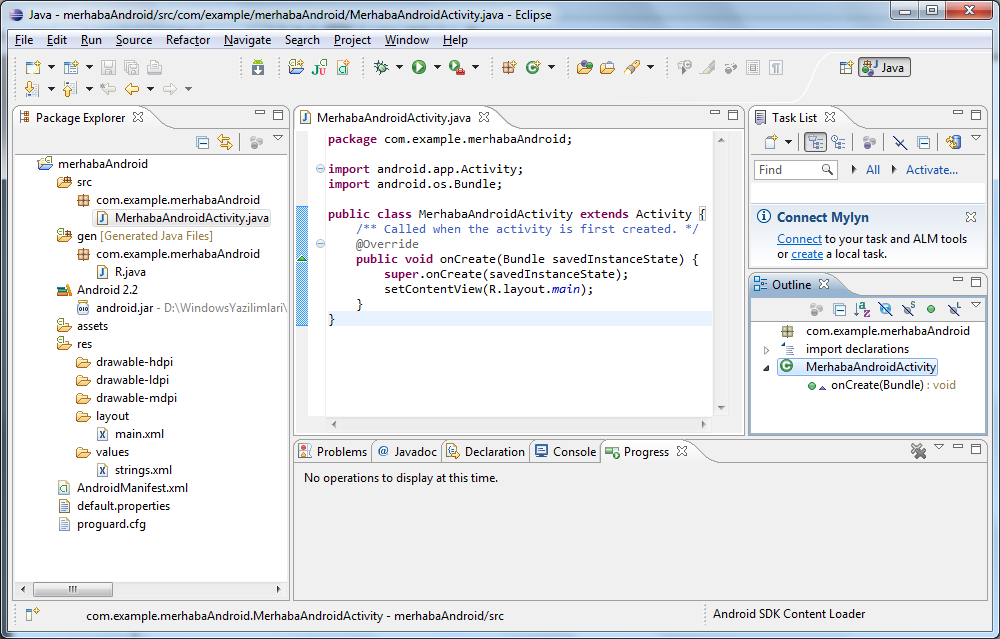 Java - merhabaAndroid/src/com/example/merhabaAndroid/MerhabaAndroidActivity.java - Eclipse
File Edit Run Source Refactor Navigate Search Project Window Help
Java
Package Explorer
merhabaAndroid
src
com.example.merhabaAndroid
MerhabaAndroidActivity.java
gen [Generated Java Files]
com.example.merhabaAndroid
R.java
Android 2.2
android.jar - D:\WindowsYazilimlari\
assets
res
drawable-hdpi
drawable-ldpi
drawable-mdpi
layout
main.xml
values
strings.xml
AndroidManifest.xml
default.properties
proguard.cfg
MerhabaAndroidActivity.java
package com.example.merhabaAndroid;
import android.app.Activity;
import android.os.Bundle;
public class MerhabaAndroidActivity extends Activity {
/** Called when the activity is first created. */
@Override
public void onCreate(Bundle savedInstanceState) {
super.onCreate(savedInstanceState);
setContentView(R.layout.main);
}
}
Task List
Find All Activate...
Connect Mylyn
Connect to your task and ALM tools
or create a local task.
Outline
com.example.merhabaAndroid
import declarations
MerhabaAndroidActivity
onCreate(Bundle) : void
Problems @ Javadoc Declaration Console Progress
No operations to display at this time.
com.example.merhabaAndroid.MerhabaAndroidActivity - merhabaAndroid/src
Android SDK Content Loader